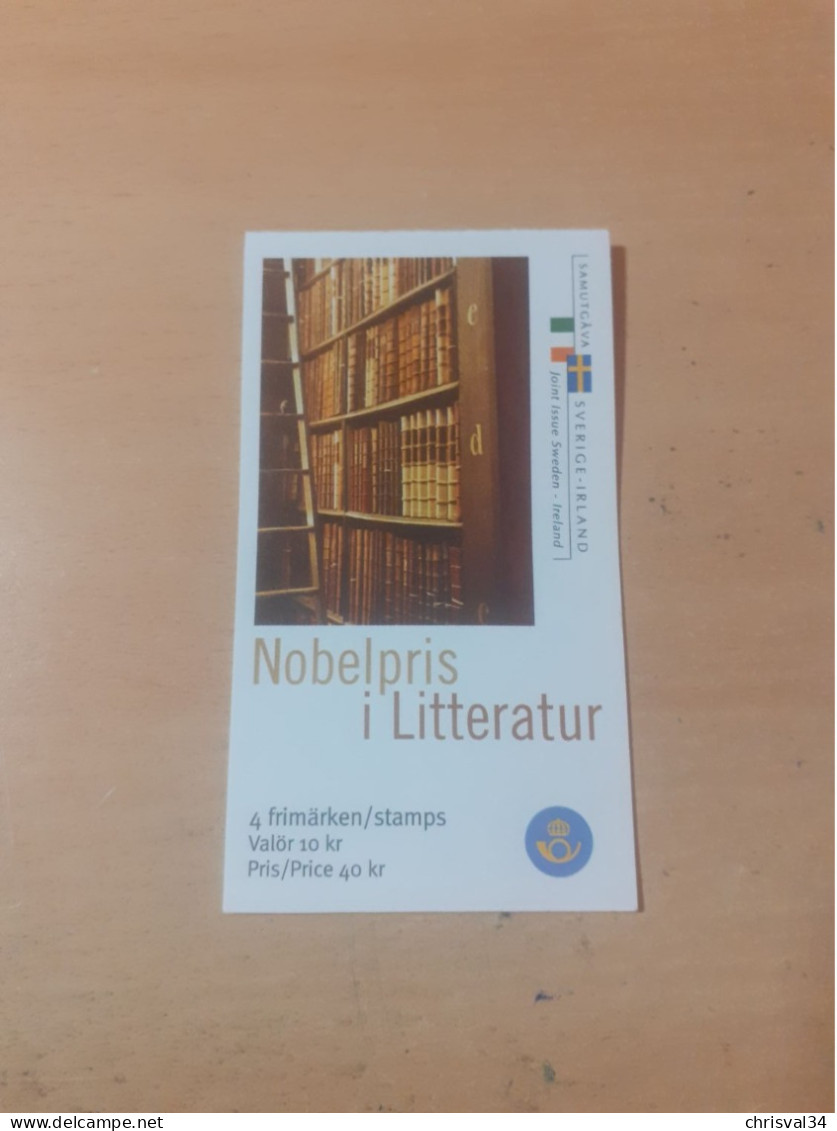 e
d
c
SAMUTGÅVA SVERIGE-IRLAND
Joint issue Sweden - Ireland
Nobelpris
i Litteratur
4 frimärken/stamps
Valör 10 kr
Pris/Price 40 kr
www.delcampe.net
chrisval34